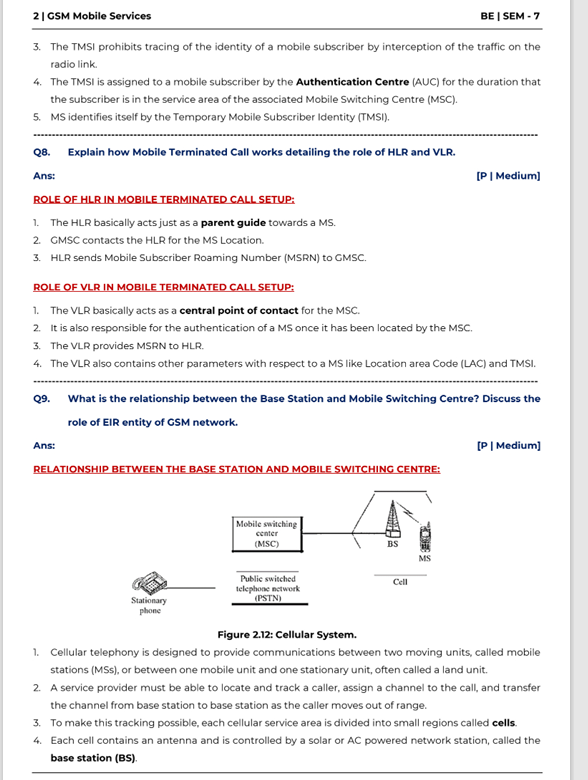 2 | GSM Mobile Services BE | SEM - 7
3. The TMSI prohibits tracing of the identity of a mobile subscriber by interception of the traffic on the
radio link.
4. The TMSI is assigned to a mobile subscriber by the Authentication Centre (AUC) for the duration that
the subscriber is in the service area of the associated Mobile Switching Centre (MSC).
5. MS identifies itself by the Temporary Mobile Subscriber Identity (TMSI).
Q8. Explain how Mobile Terminated Call works detailing the role of HLR and VLR.
Ans: [P | Medium]
ROLE OF HLR IN MOBILE TERMINATED CALL SETUP:
1. The HLR basically acts just as a parent guide towards a MS.
2. GMSC contacts the HLR for the MS Location.
3. HLR sends Mobile Subscriber Roaming Number (MSRN) to GMSC.
ROLE OF VLR IN MOBILE TERMINATED CALL SETUP:
1. The VLR basically acts as a central point of contact for the MSC.
2. It is also responsible for the authentication of a MS once it has been located by the MSC.
3. The VLR provides MSRN to HLR.
4. The VLR also contains other parameters with respect to a MS like Location area Code (LAC) and TMSI.
Q9. What is the relationship between the Base Station and Mobile Switching Centre? Discuss the
role of EIR entity of GSM network.
Ans: [P | Medium]
RELATIONSHIP BETWEEN THE BASE STATION AND MOBILE SWITCHING CENTRE:
Mobile switching
center
(MSC)
BS
MS
Public switched
telephone network
(PSTN)
Cell
Stationary
phone
Figure 2.12: Cellular System.
1. Cellular telephony is designed to provide communications between two moving units, called mobile
stations (MSs), or between one mobile unit and one stationary unit, often called a land unit.
2. A service provider must be able to locate and track a caller, assign a channel to the call, and transfer
the channel from base station to base station as the caller moves out of range.
3. To make this tracking possible, each cellular service area is divided into small regions called cells.
4. Each cell contains an antenna and is controlled by a solar or AC powered network station, called the
base station (BS).